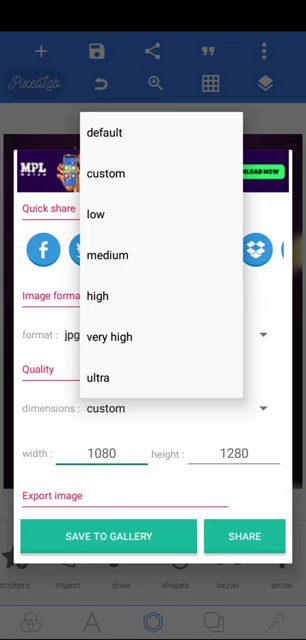 PixelLab
default
MPL
DOWNLOAD NOW
custom
Quick share
low
medium
Image forma
high
format :
jpg
very high
Quality
ultra
dimensions :
custom
width :
1080
height :
1280
Export image
SAVE TO GALLERY
SHARE
stickers
import
draw
shapes
bezier
arrow